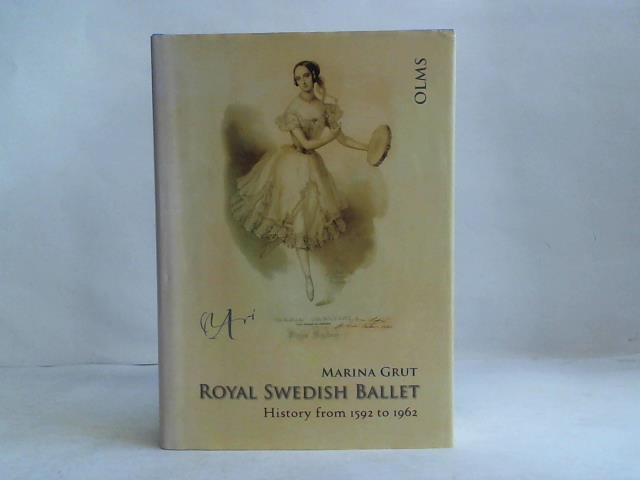 OLMS
MARINA GRUT
ROYAL SWEDISH BALLET
History from 1592 to 1962